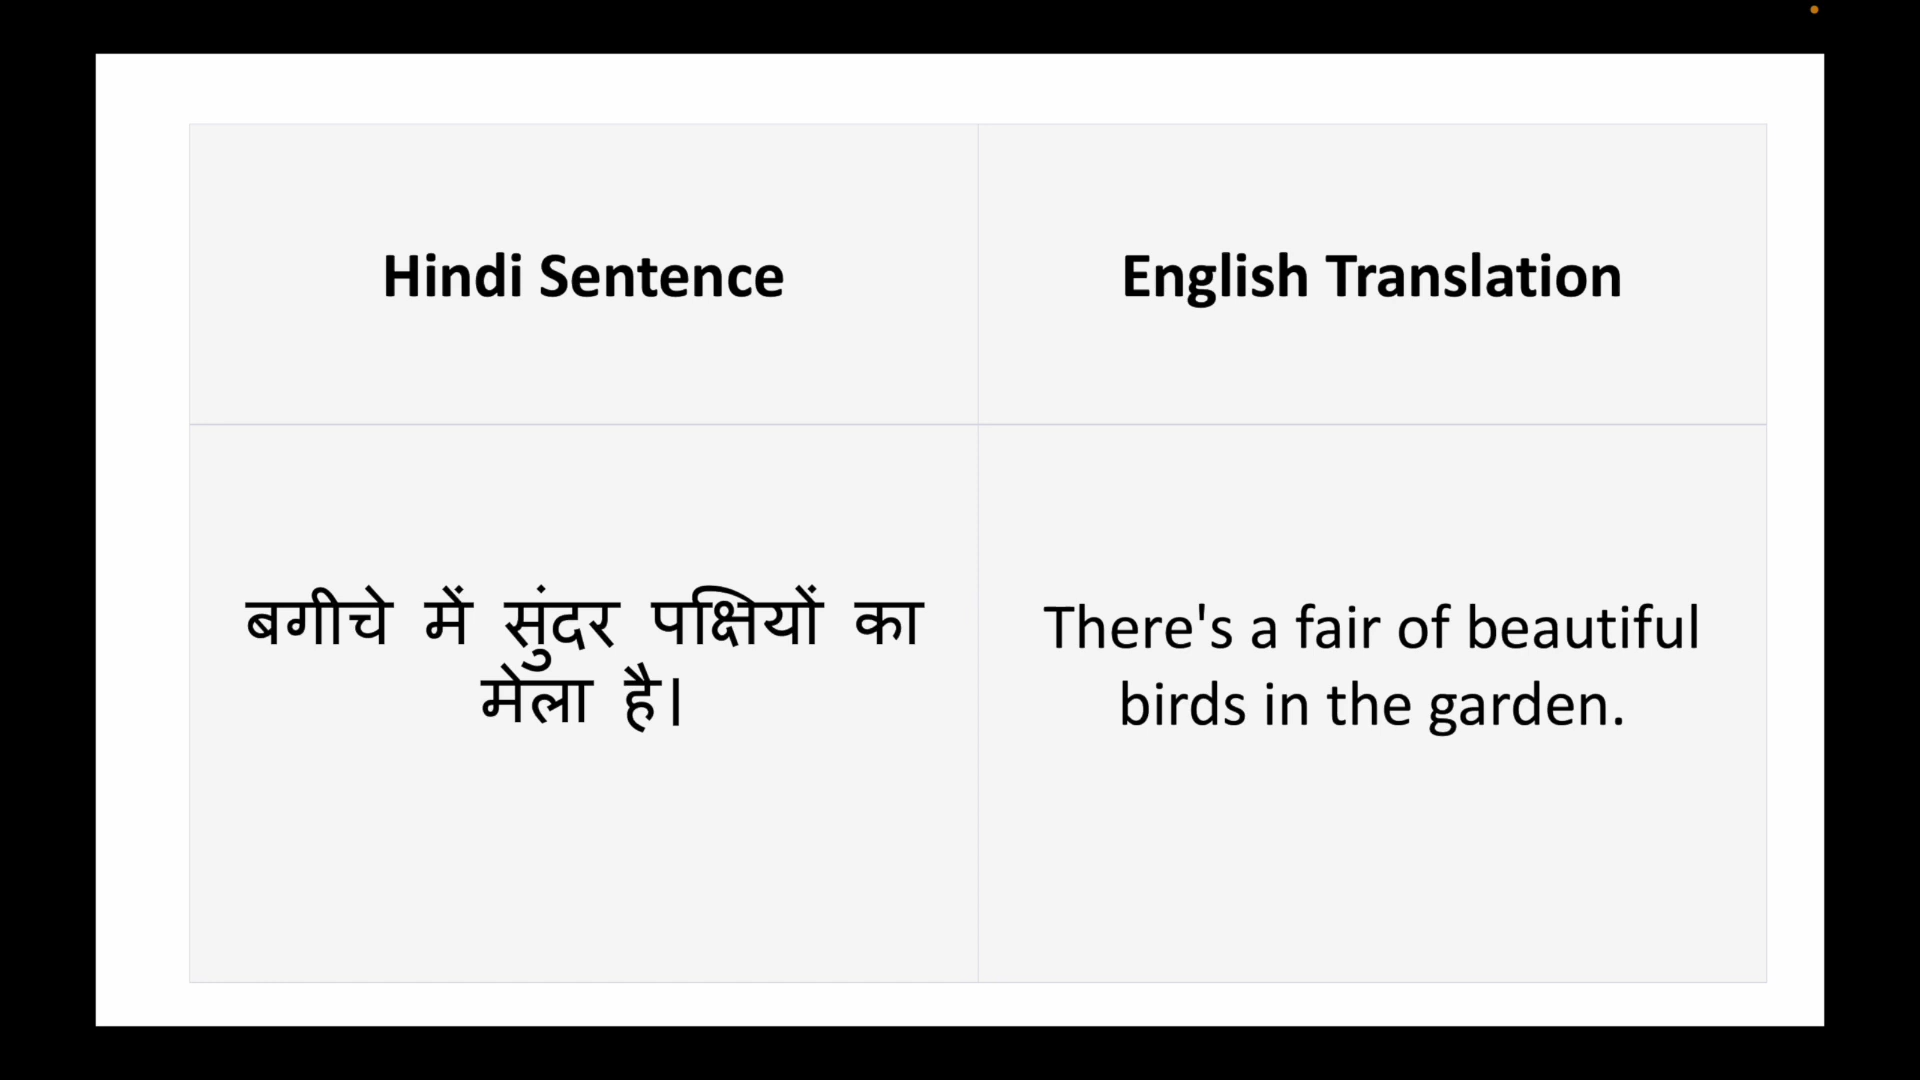 Hindi Sentence
English Translation
बगीचे में सुंदर पक्षियों का
मेला है।
There's a fair of beautiful
birds in the garden.